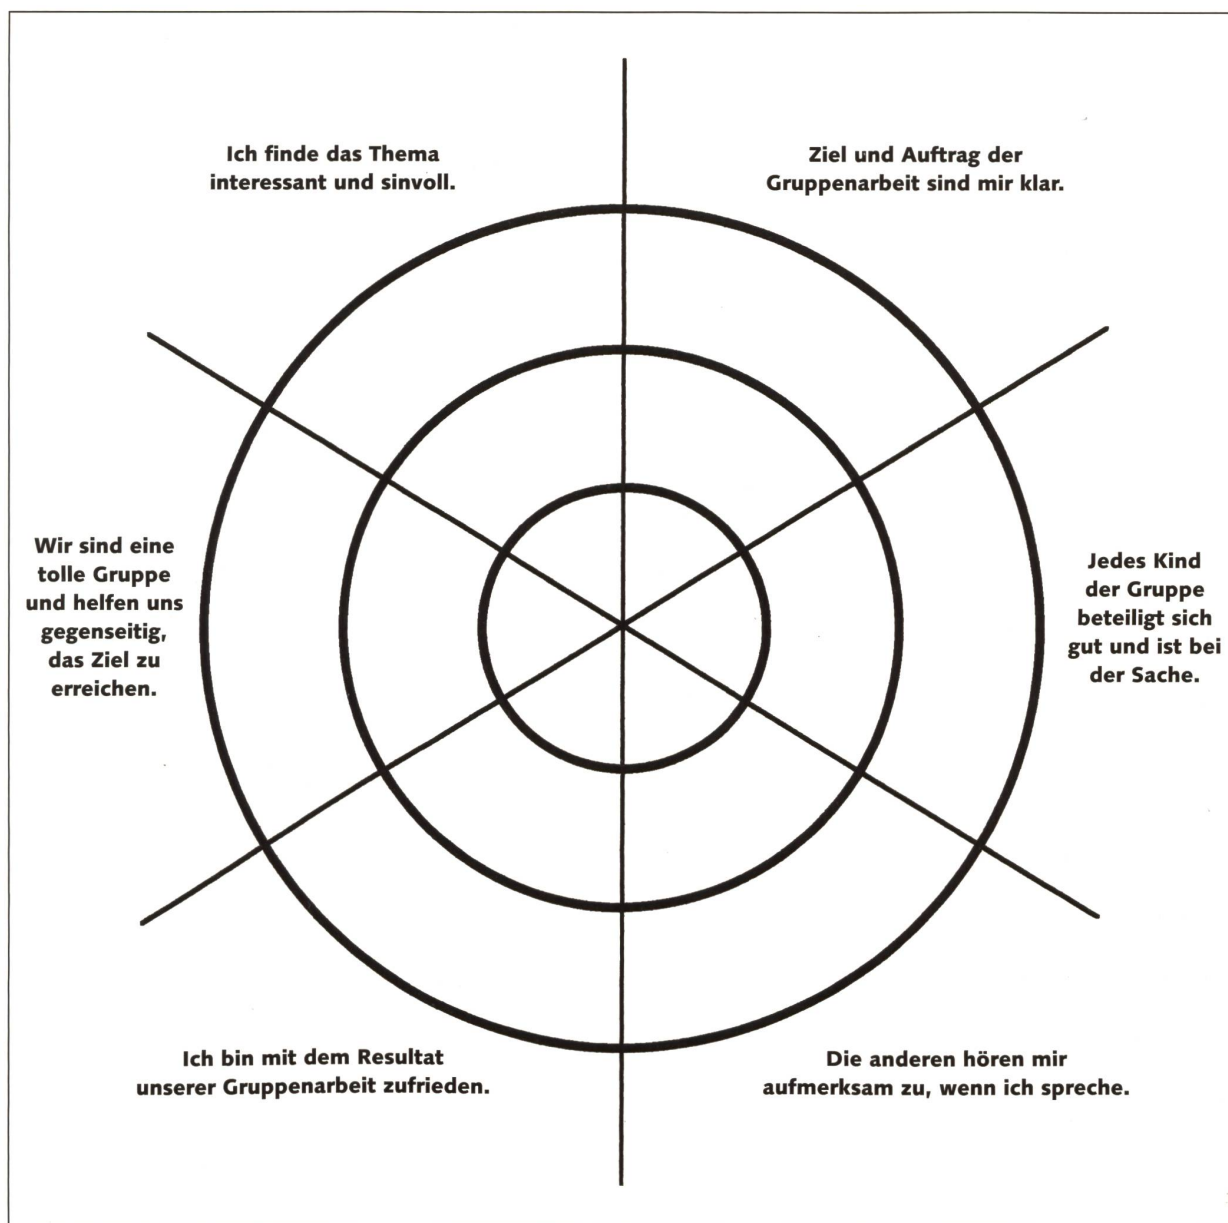 Ich finde das Thema
interessant und sinvoll.
Ziel und Auftrag der
Gruppenarbeit sind mir klar.
Wir sind eine
tolle Gruppe
und helfen uns
gegenseitig,
das Ziel zu
erreichen.
Jedes Kind
der Gruppe
beteiligt sich
gut und ist bei
der Sache.
Ich bin mit dem Resultat
unserer Gruppenarbeit zufrieden.
Die anderen hören mir
aufmerksam zu, wenn ich spreche.